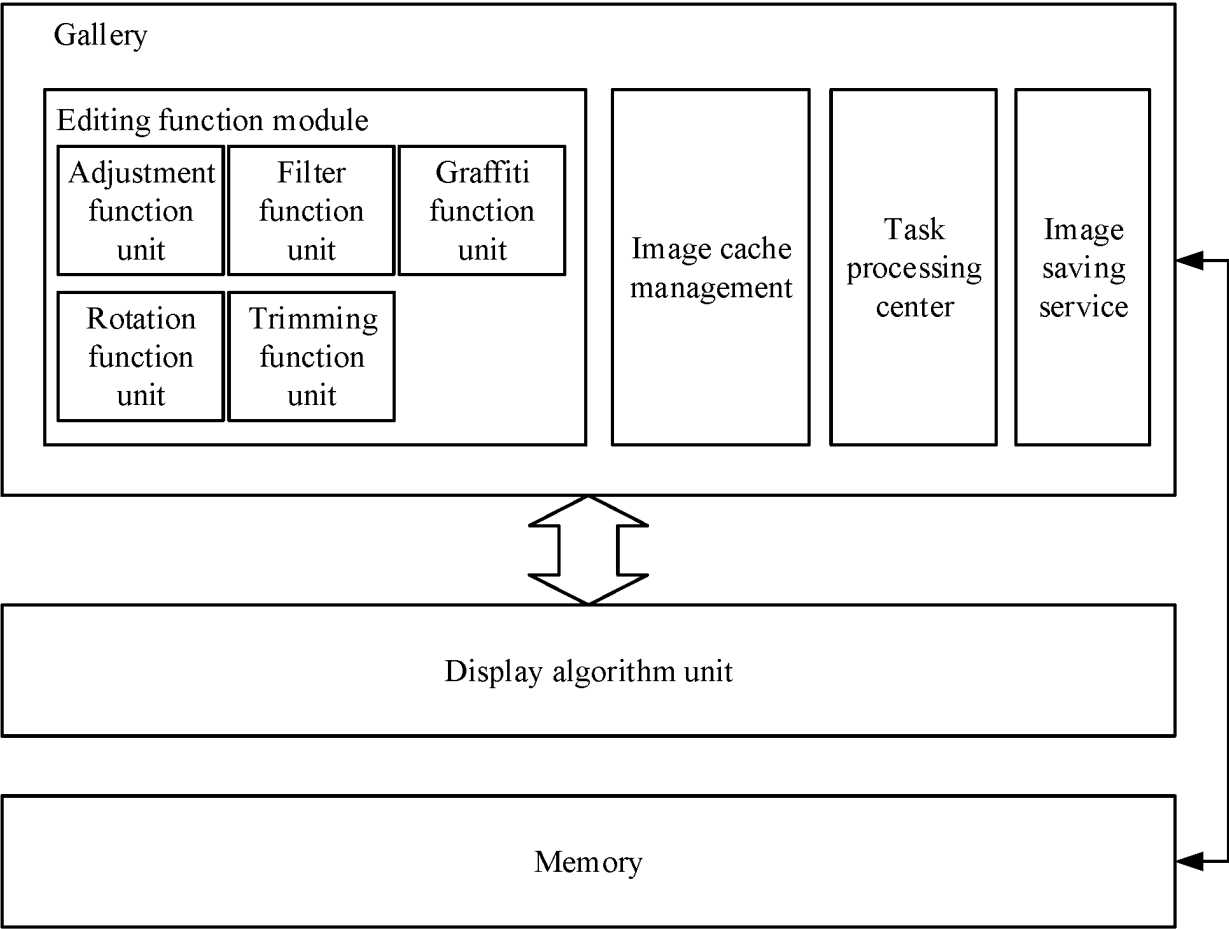 Gallery
Editing function module
Adjustment
function
unit
Filter
function
unit
Graffiti
function
unit
Rotation
function
unit
Trimming
function
unit
Image cache
management
Task
processing
center
Image
saving
service
Display algorithm unit
Memory